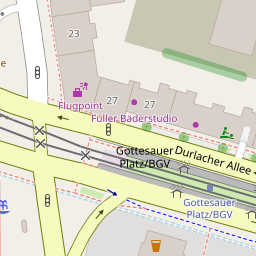 23
e
Flugpoint
27
27
Fuller Bäderstudio
Durlacher Allee
Gottesauer
Platz/BGV
Gottesauer
Platz/BGV